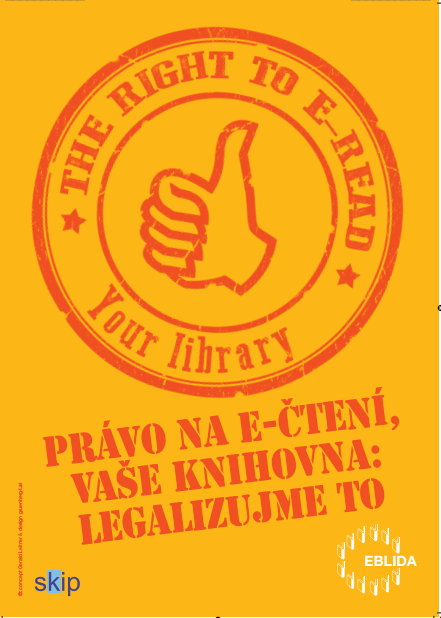 THE RIGHT TO E-READ
Your library
PRÁVO NA E-ČTENÍ,
VAŠE KNIHOVNA:
LEGALIZUJME TO
EBLIDA
skip